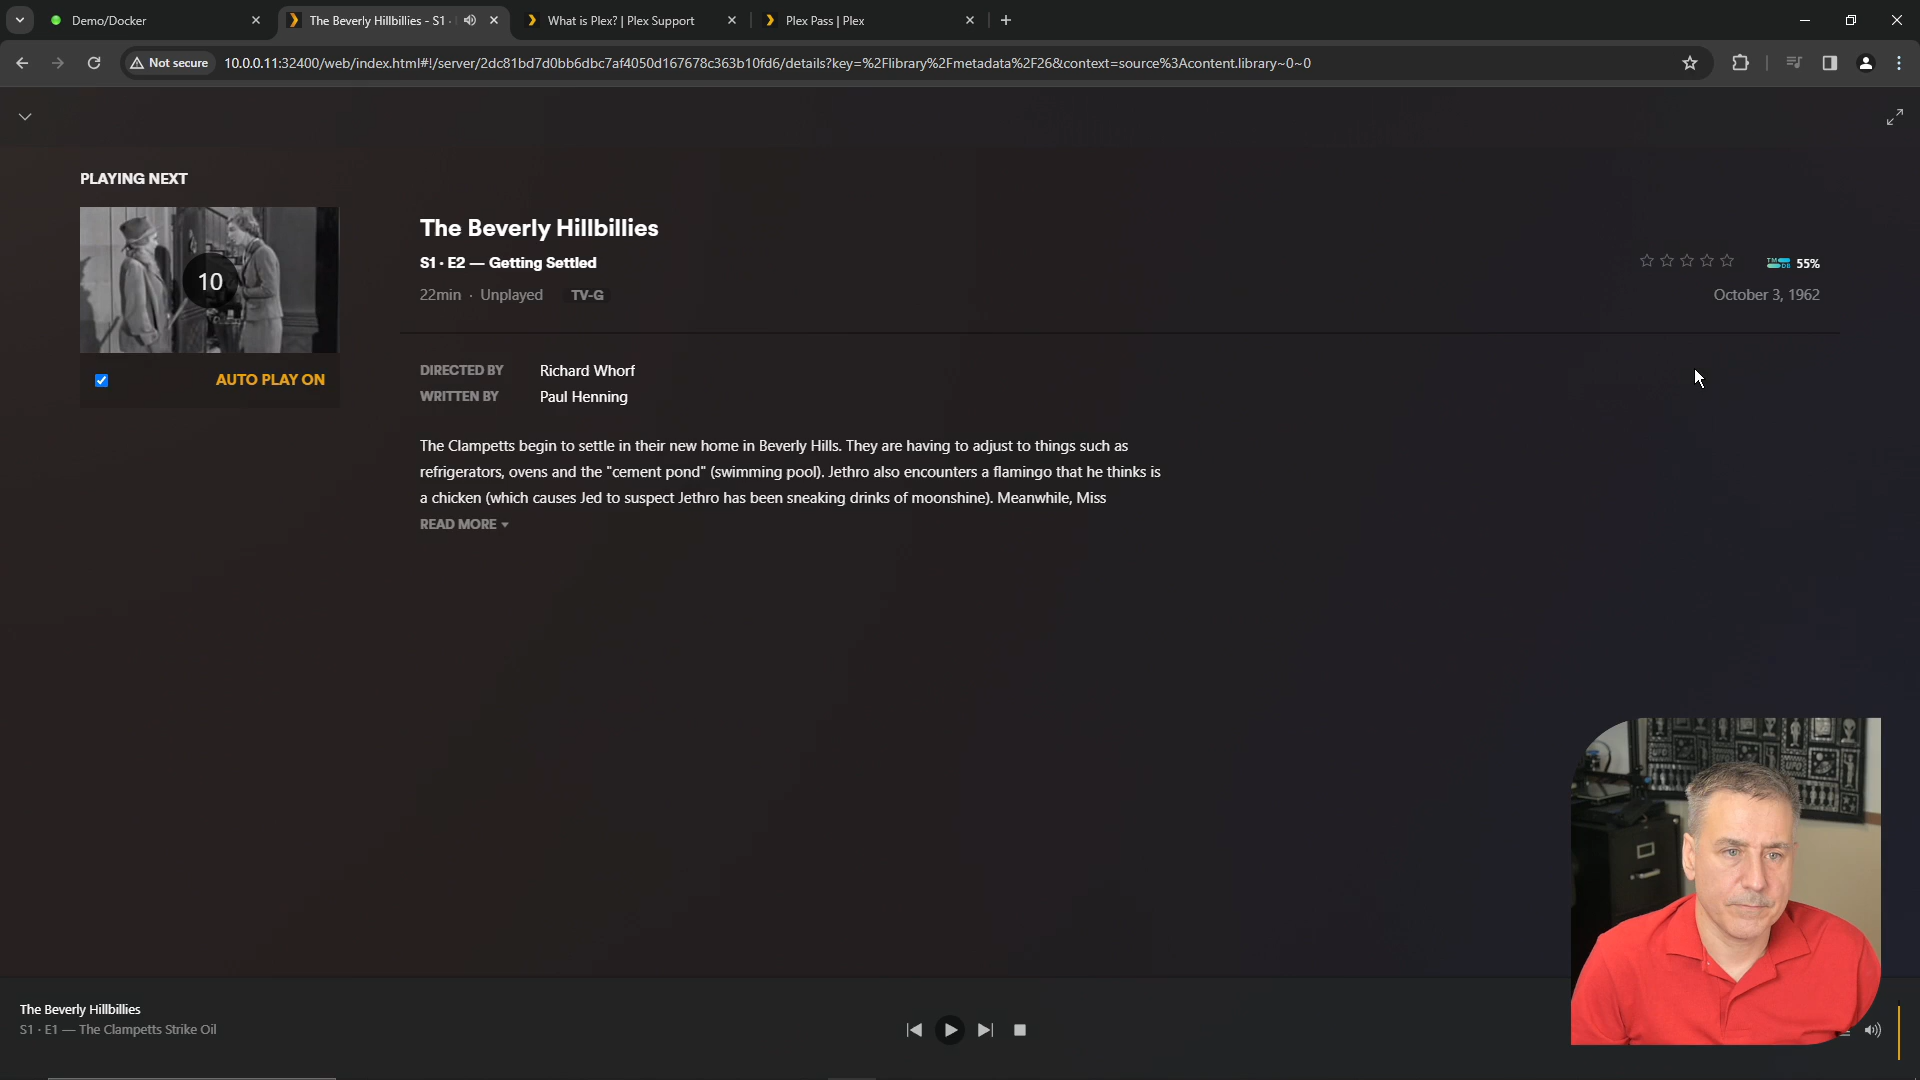 Demo/Docker
The Beverly Hillbillies - S1 ·
What is Plex? | Plex Support
Plex Pass | Plex
Not secure
10.0.0.11:32400/web/index.html#!/server/2dc81bd7d0bb6dbc7af4050d167678c363b10fd6/details?key=%2Flibrary%2Fmetadata%2F26&context=source%3Acontent.library~0~0
PLAYING NEXT
10
AUTO PLAY ON
The Beverly Hillbillies
S1 · E2 — Getting Settled
22min · Unplayed TV-G
TMDB 55%
October 3, 1962
DIRECTED BY Richard Whorf
WRITTEN BY Paul Henning
The Clampetts begin to settle in their new home in Beverly Hills. They are having to adjust to things such as
refrigerators, ovens and the "cement pond" (swimming pool). Jethro also encounters a flamingo that he thinks is
a chicken (which causes Jed to suspect Jethro has been sneaking drinks of moonshine). Meanwhile, Miss
READ MORE
The Beverly Hillbillies
S1 · E1 — The Clampetts Strike Oil